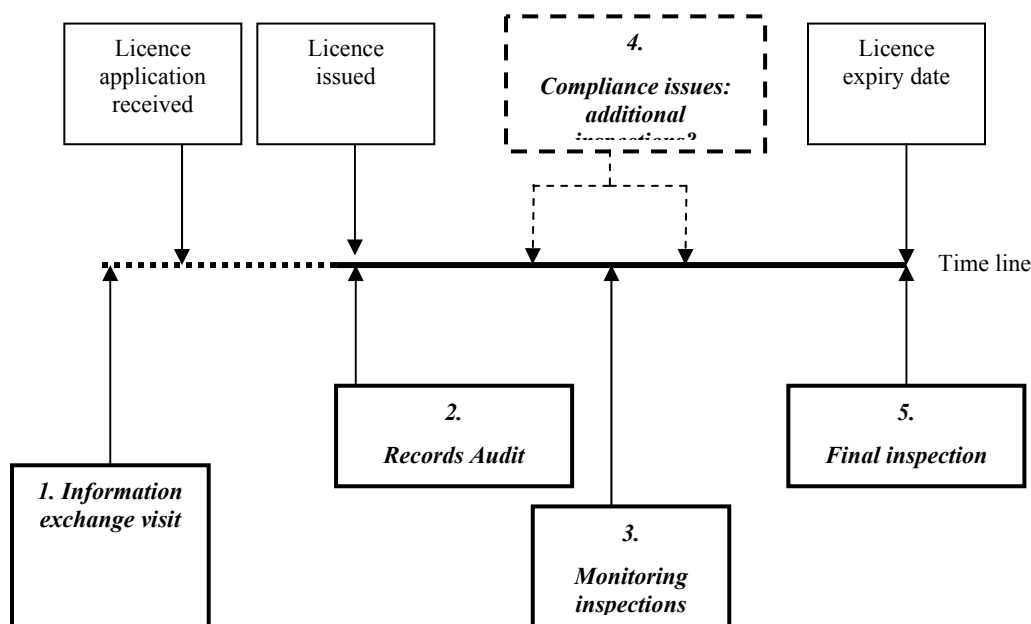 Licence
application
received
Licence
issued
4.
Compliance issues:
additional
inspections?
Licence
expiry date
Time line
2.
Records Audit
5.
Final inspection
1. Information
exchange visit
3.
Monitoring
inspections